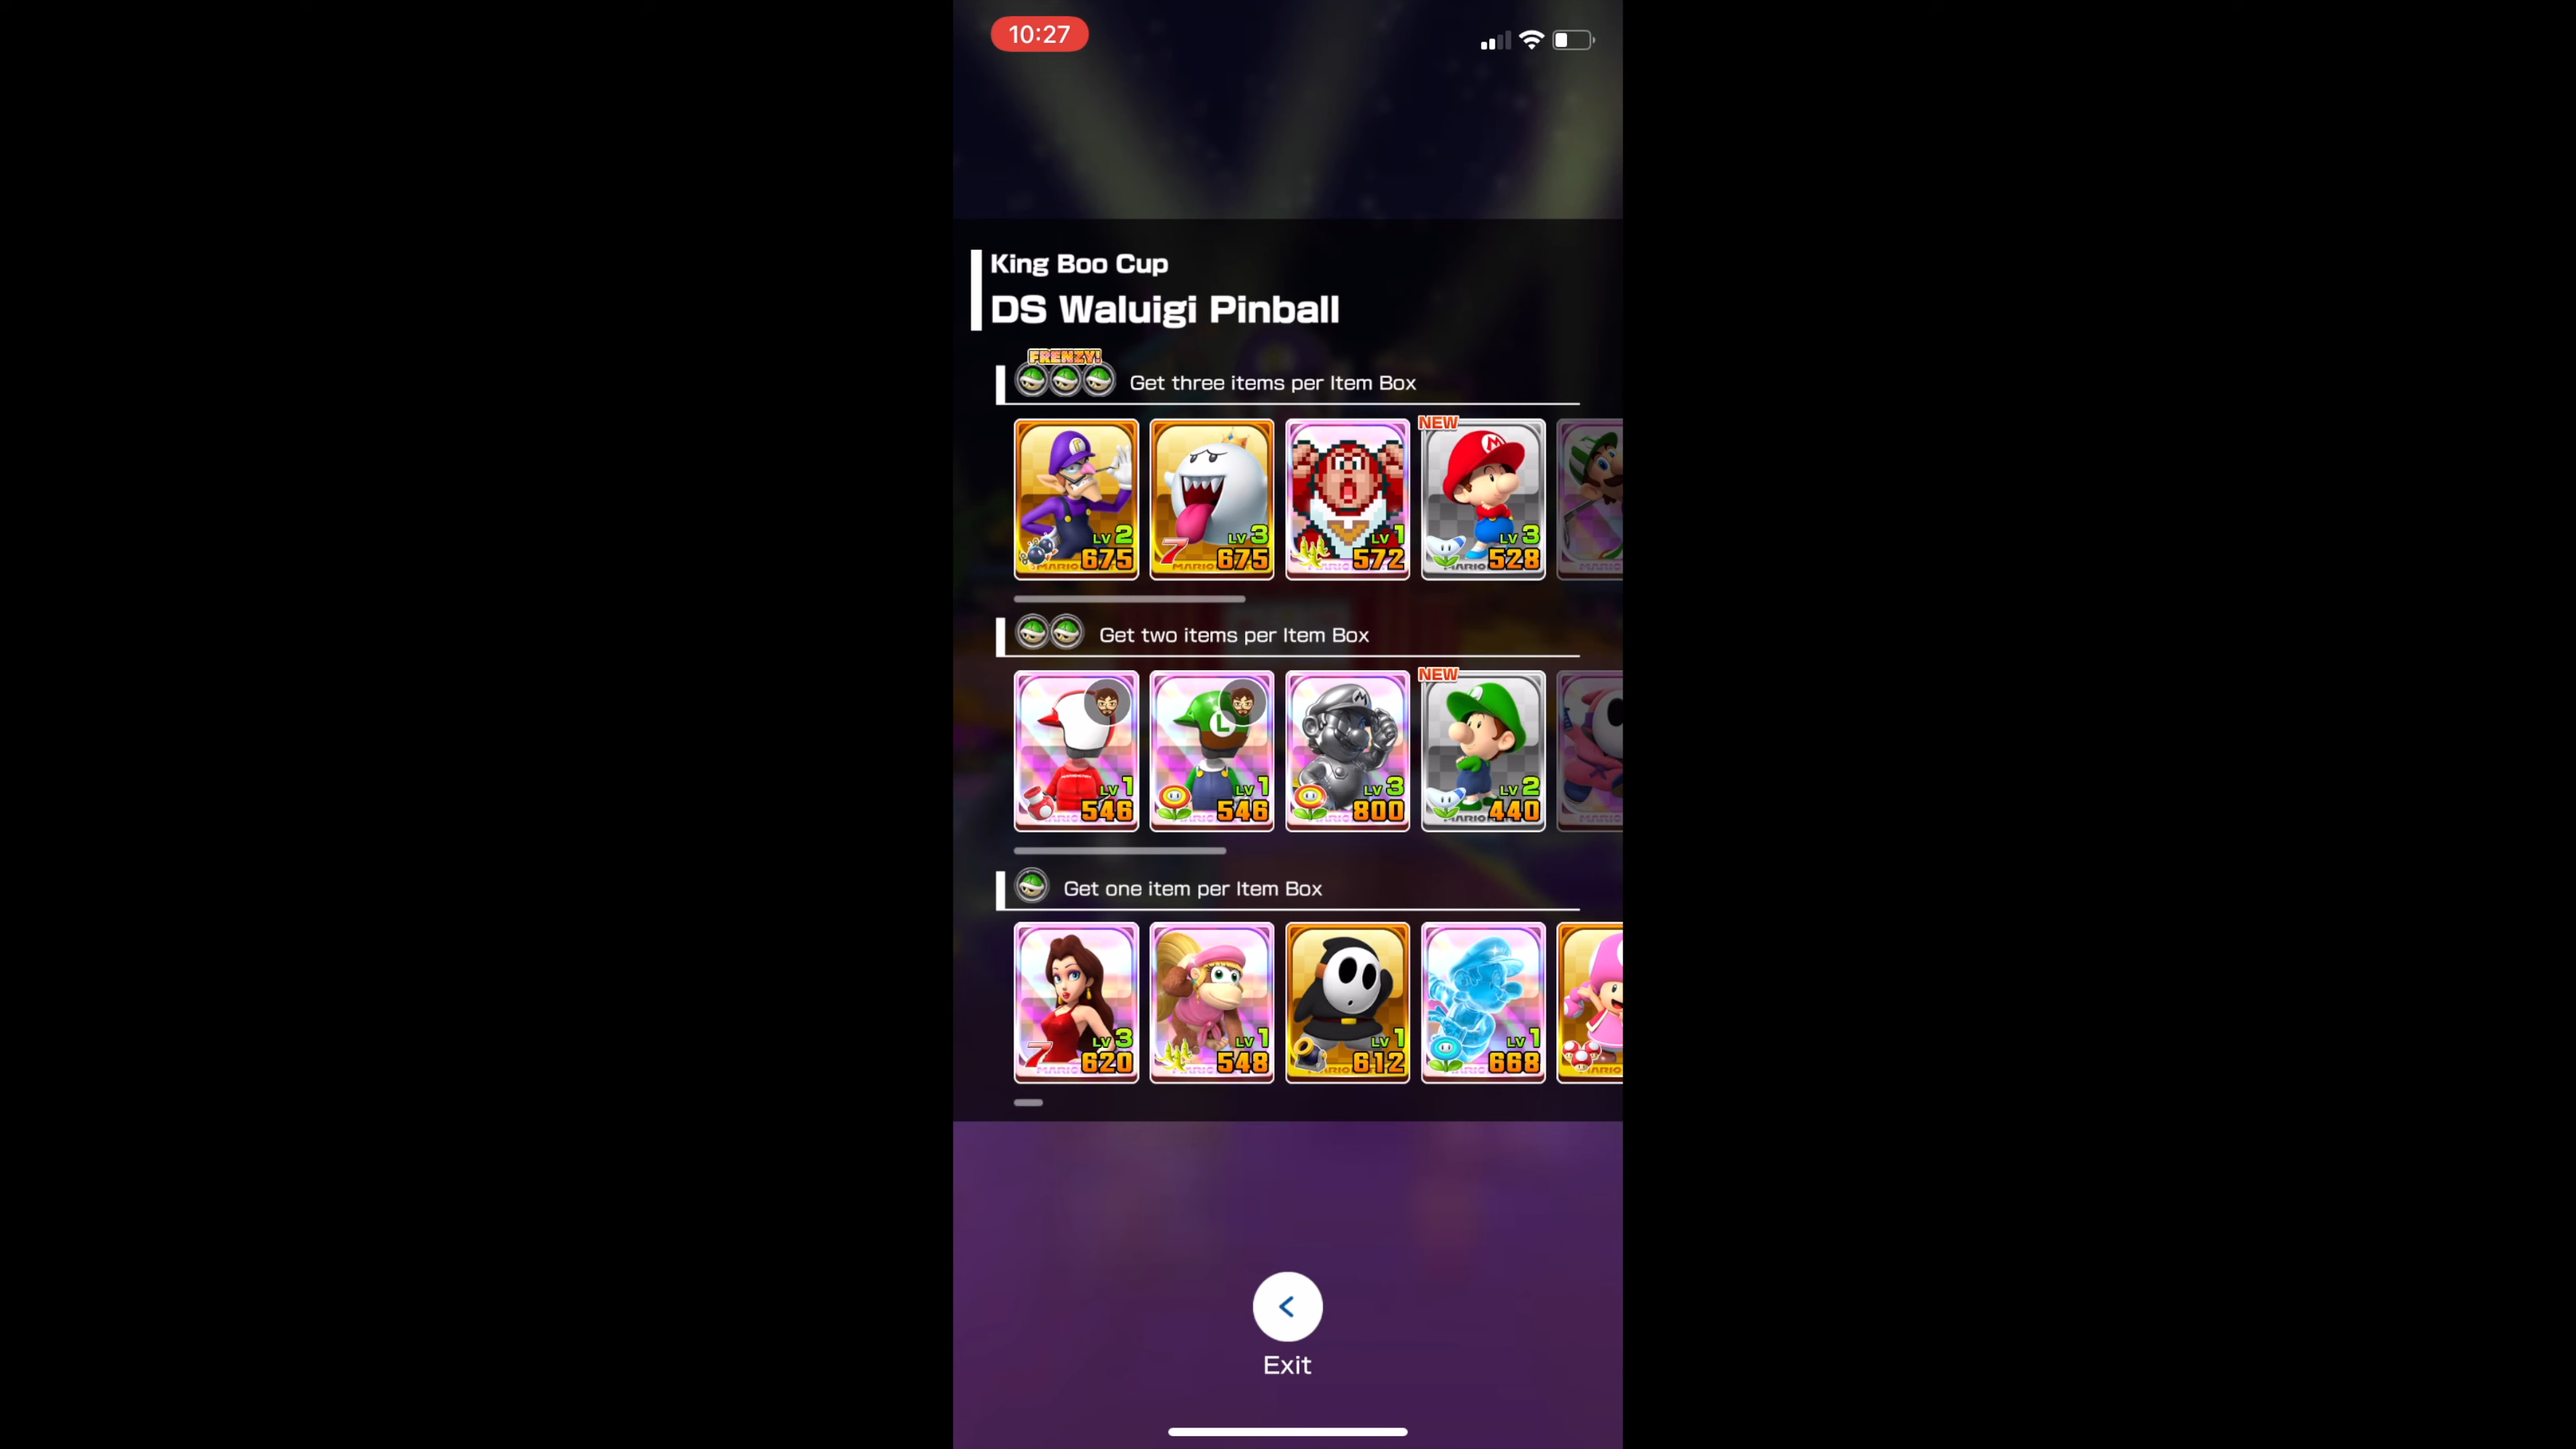 10:27
King Boo Cup
DS Waluigi Pinball
FRENZY!
Get three items per Item Box
LV 2
675
LV 3
675
LV 1
572
NEW
LV 3
528
Get two items per Item Box
LV 1
546
L
LV 1
546
LV 3
800
NEW
LV 2
440
Get one item per Item Box
LV 3
620
LV 1
548
LV 1
612
LV 1
668
Exit